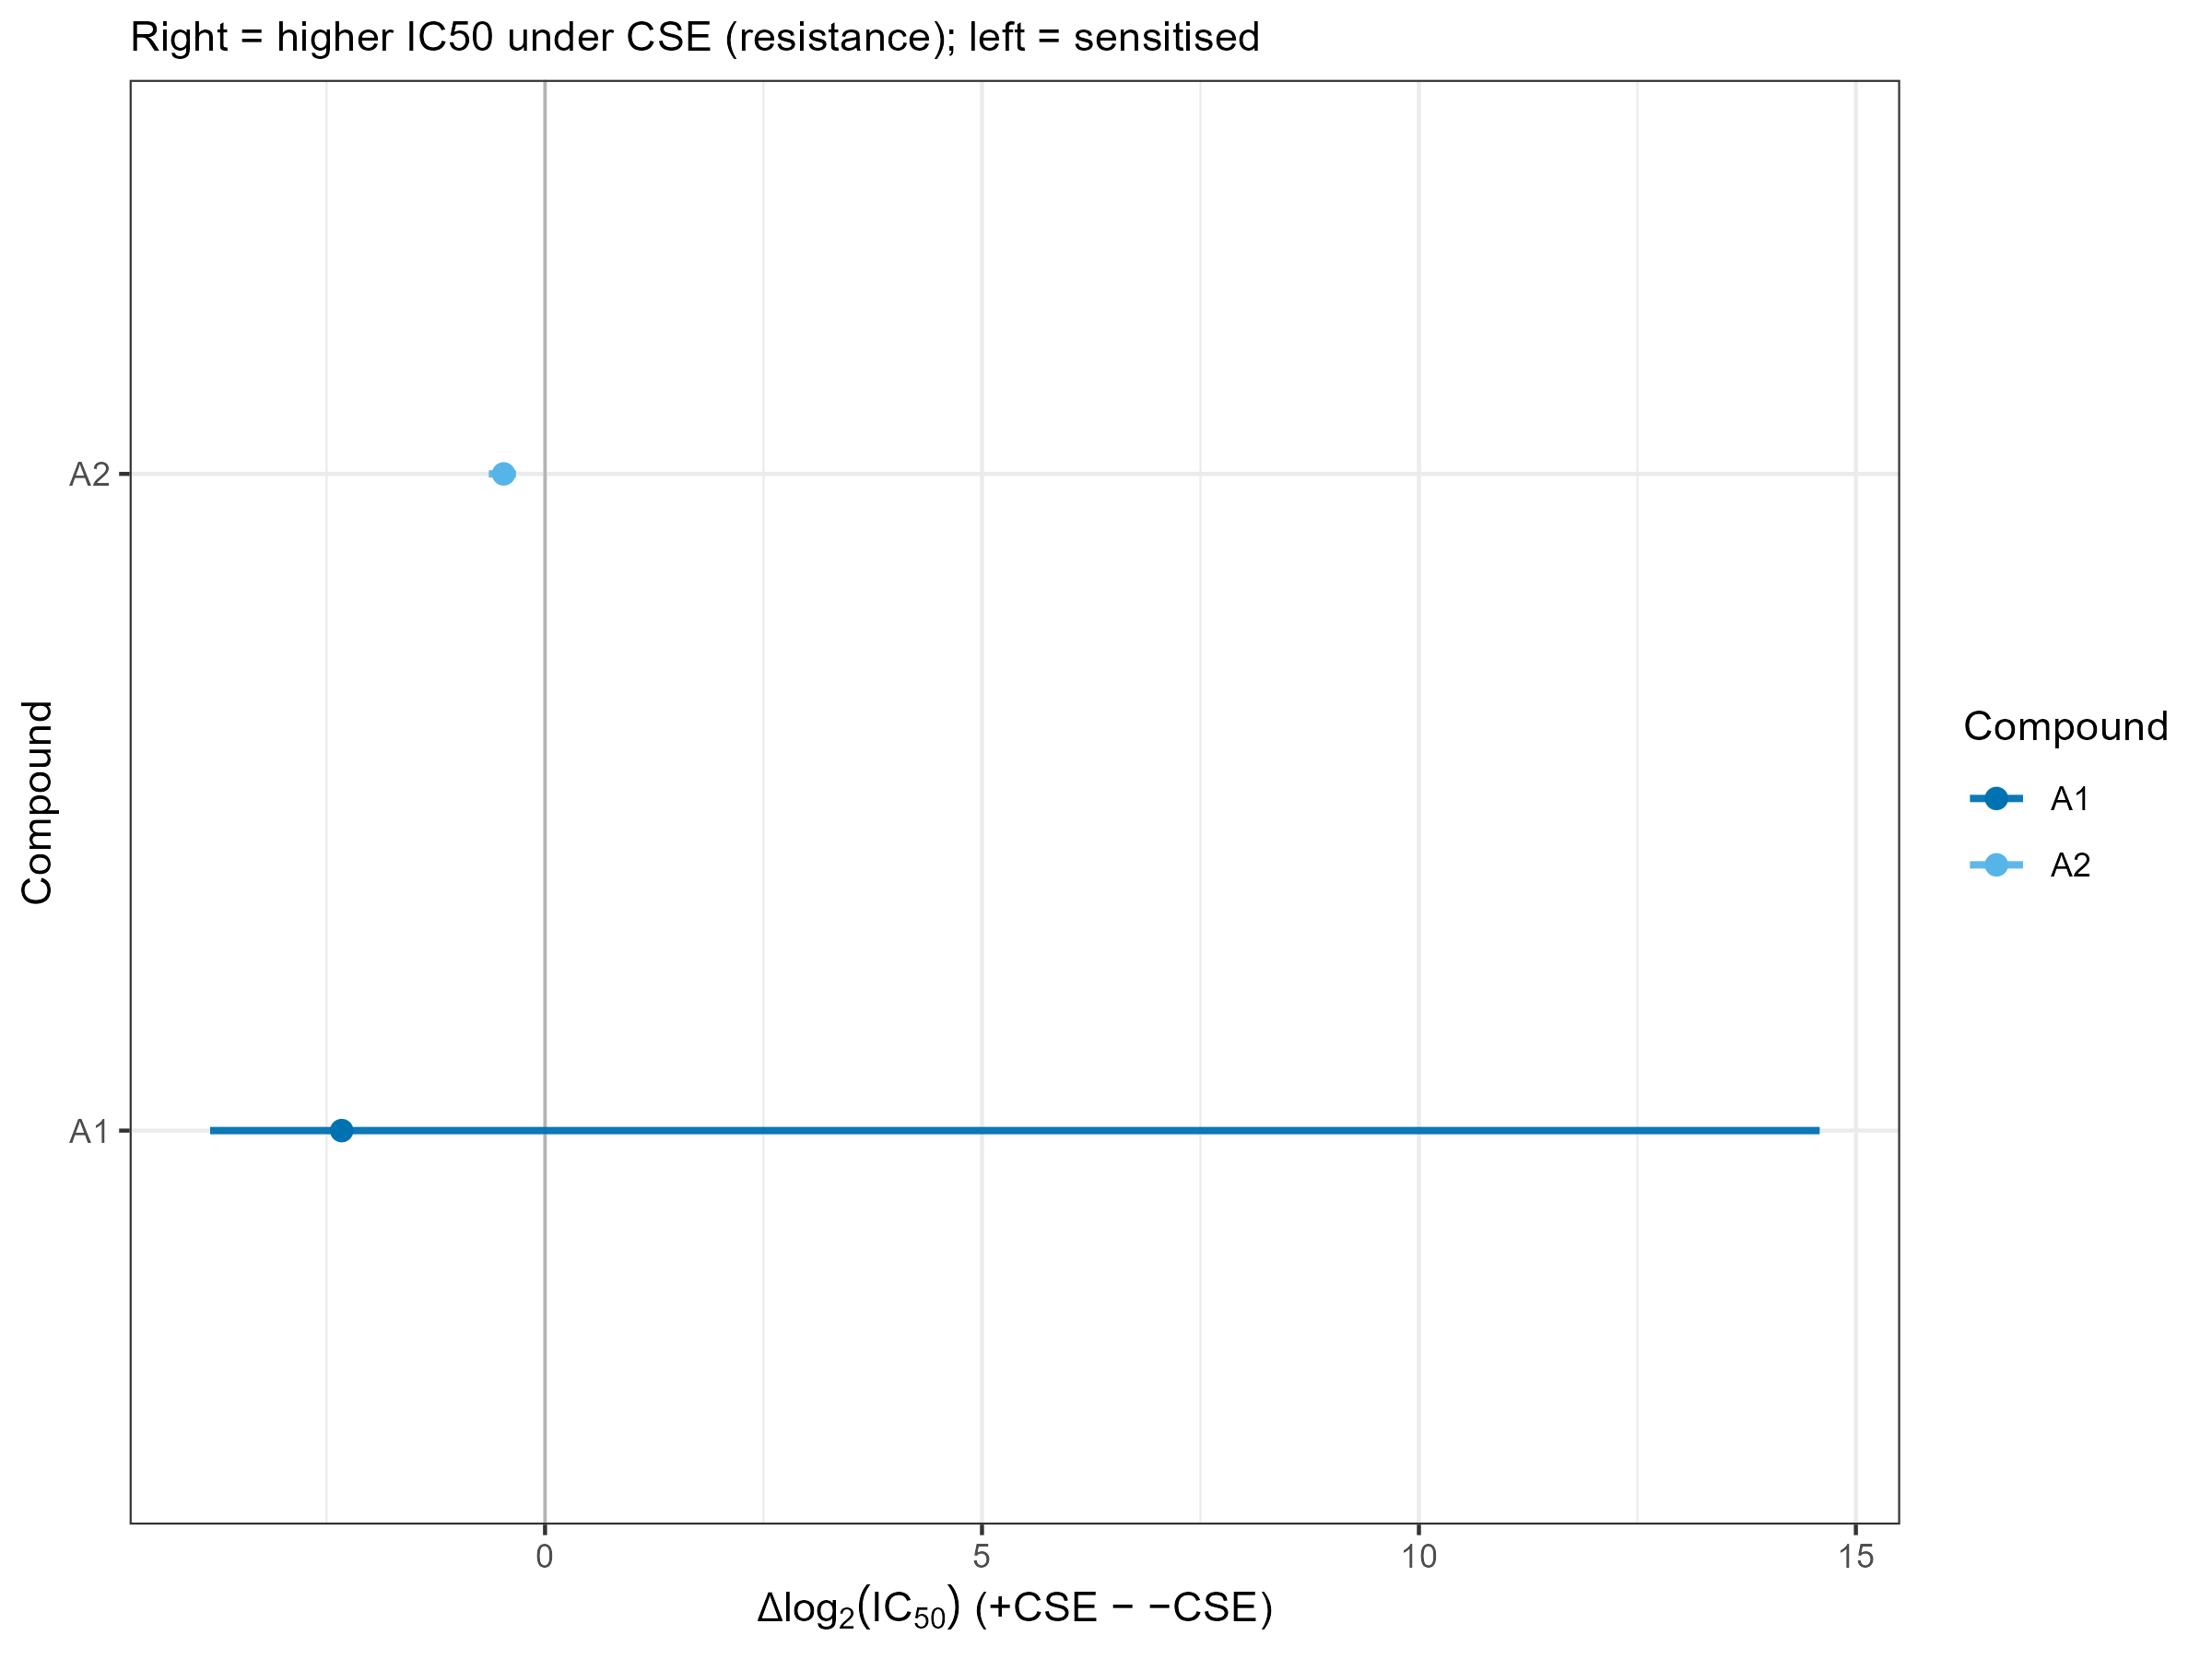 Right = higher IC50 under CSE (resistance); left = sensitised
Compound
A2
A1
0 5 10 15
Δlog₂(IC₅₀) (+CSE − −CSE)
Compound
A1
A2